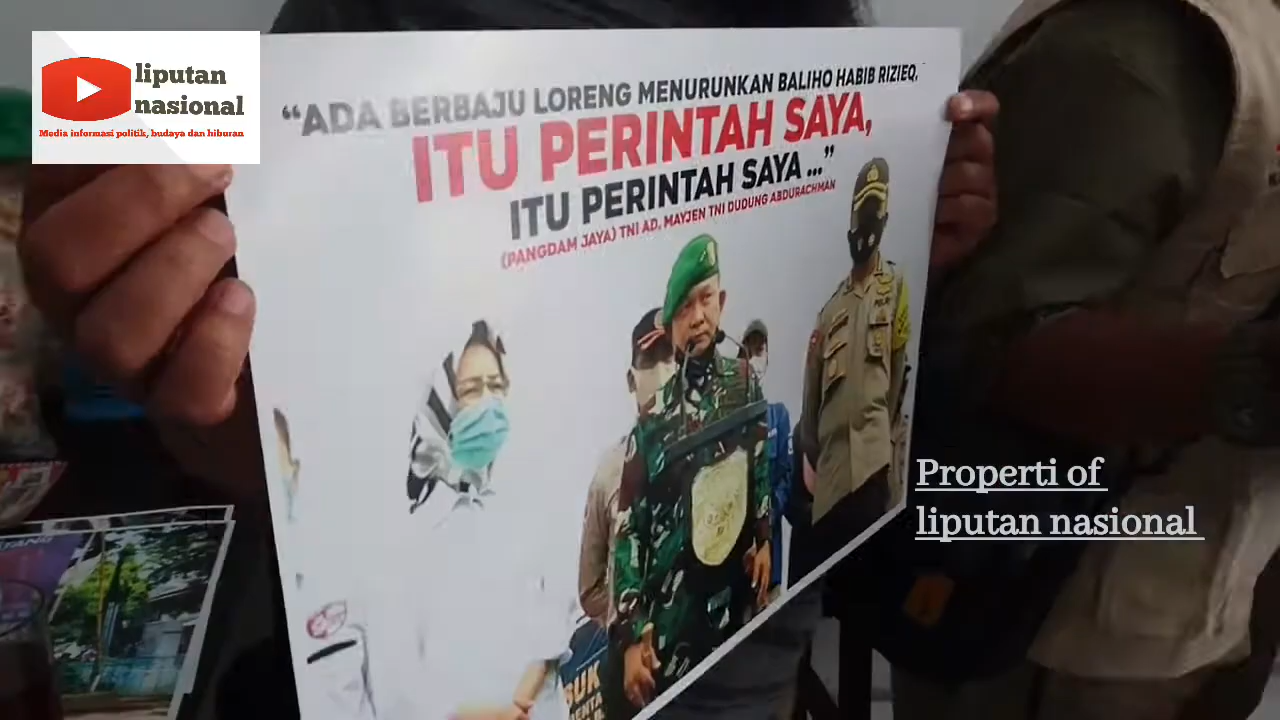 liputan
nasional
Media informasi politik, budaya dan hiburan
“ADA BERBAJU LORENG MENURUNKAN BALIHO HABIB RIZIEQ,
ITU PERINTAH SAYA,
ITU PERINTAH SAYA ...”
(PANGDAM JAYA) TNI AD, MAYJEN TNI DUDUNG ABDURACHMAN
Properti of
liputan nasional